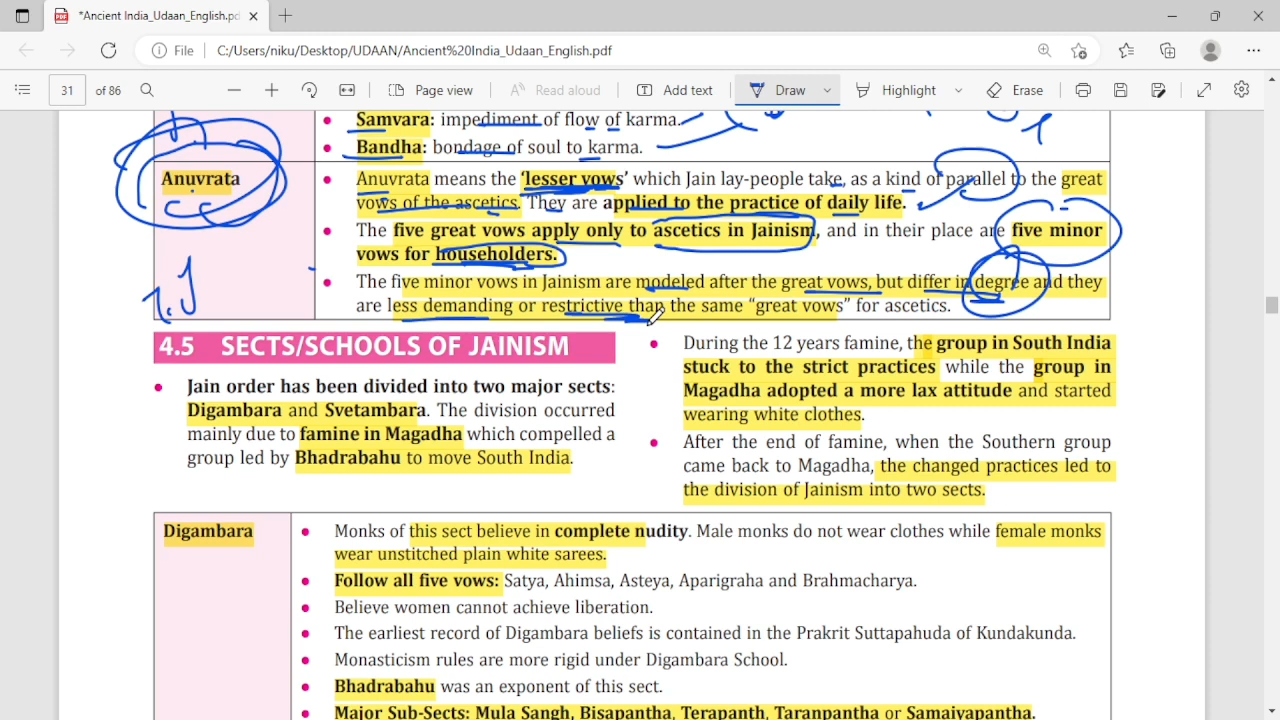 *Ancient India_Udaan_English.pd
File
C:/Users/niku/Desktop/UDAAN/Ancient%20India_Udaan_English.pdf
31
of 86
Page view
Read aloud
Add text
Draw
Highlight
Erase
• Samvara: impediment of flow of karma.
• Bandha: bondage of soul to karma.
Anuvrata
• Anuvrata means the ‘lesser vows’ which Jain lay-people take, as a kind of parallel to the great
vows of the ascetics. They are applied to the practice of daily life.
• The five great vows apply only to ascetics in Jainism, and in their place are five minor
vows for householders.
• The five minor vows in Jainism are modeled after the great vows, but differ in degree and they
are less demanding or restrictive than the same “great vows” for ascetics.
4.5 SECTS/SCHOOLS OF JAINISM
• Jain order has been divided into two major sects:
Digambara and Svetambara. The division occurred
mainly due to famine in Magadha which compelled a
group led by Bhadrabahu to move South India.
• During the 12 years famine, the group in South India
stuck to the strict practices while the group in
Magadha adopted a more lax attitude and started
wearing white clothes.
• After the end of famine, when the Southern group
came back to Magadha, the changed practices led to
the division of Jainism into two sects.
Digambara
• Monks of this sect believe in complete nudity. Male monks do not wear clothes while female monks
wear unstitched plain white sarees.
• Follow all five vows: Satya, Ahimsa, Asteya, Aparigraha and Brahmacharya.
• Believe women cannot achieve liberation.
• The earliest record of Digambara beliefs is contained in the Prakrit Suttapahuda of Kundakunda.
• Monasticism rules are more rigid under Digambara School.
• Bhadrabahu was an exponent of this sect.
• Major Sub-Sects: Mula Sangh, Bisapantha, Terapanth, Taranpantha or Samaiyapantha.